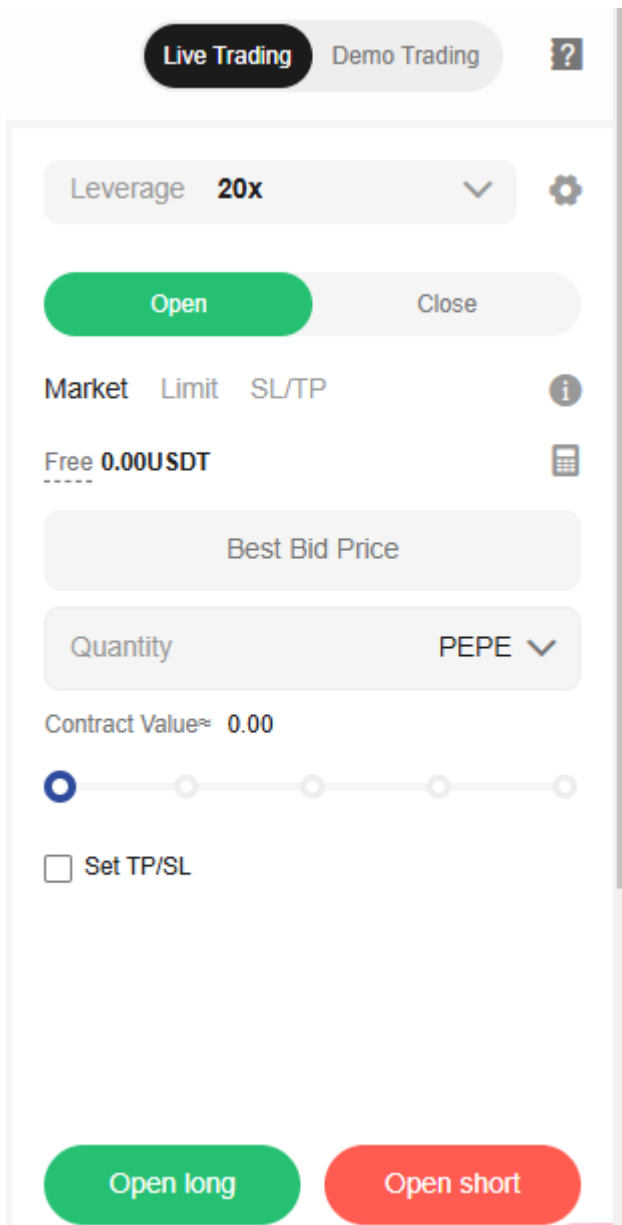 Live Trading Demo Trading ?
Leverage 20x
Open Close
Market Limit SL/TP i
Free 0.00USDT
Best Bid Price
Quantity PEPE
Contract Value≈ 0.00
Set TP/SL
Open long Open short